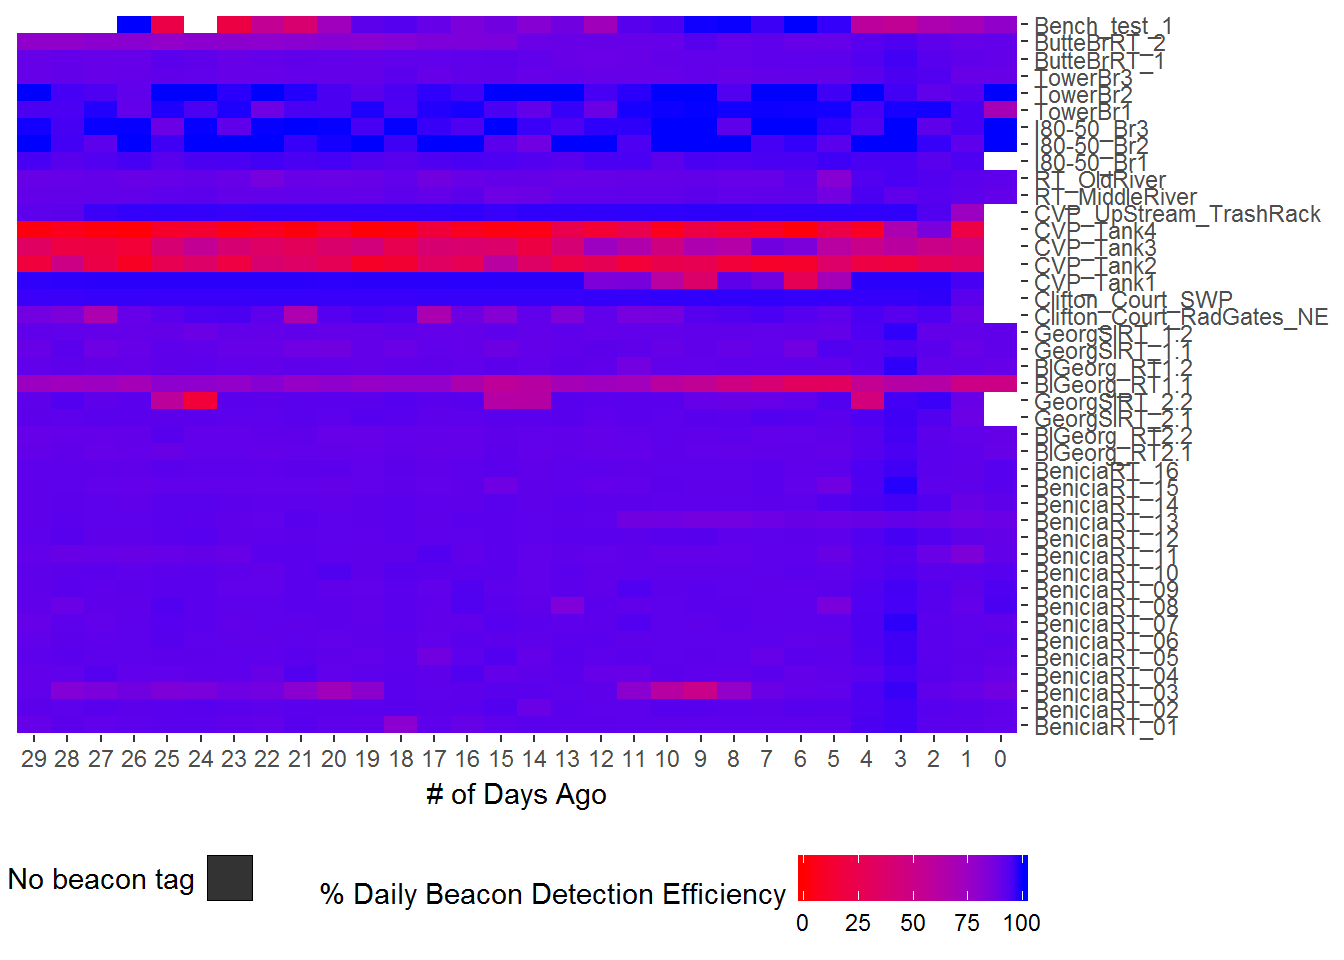 Bench_test_1
ButteBrRT_2
ButteBrRT_1
TowerBr3
TowerBr2
TowerBr1
I80-50_Br3
I80-50_Br2
I80-50_Br1
RT_OldRiver
RT_MiddleRiver
CVP_UpStream_TrashRack
CVP_Tank4
CVP_Tank3
CVP_Tank2
CVP_Tank1
Clifton_Court_SWP
Clifton_Court_RadGates_NE
GeorgSlRT_1.2
GeorgSlRT_1.1
BlGeorg_RT1.2
BlGeorg_RT1.1
GeorgSlRT_2.2
GeorgSlRT_2.1
BlGeorg_RT2.2
BlGeorg_RT2.1
BeniciaRT_16
BeniciaRT_15
BeniciaRT_14
BeniciaRT_13
BeniciaRT_12
BeniciaRT_11
BeniciaRT_10
BeniciaRT_09
BeniciaRT_08
BeniciaRT_07
BeniciaRT_06
BeniciaRT_05
BeniciaRT_04
BeniciaRT_03
BeniciaRT_02
BeniciaRT_01
29 28 27 26 25 24 23 22 21 20 19 18 17 16 15 14 13 12 11 10 9 8 7 6 5 4 3 2 1 0
# of Days Ago
No beacon tag
% Daily Beacon Detection Efficiency
0 25 50 75 100